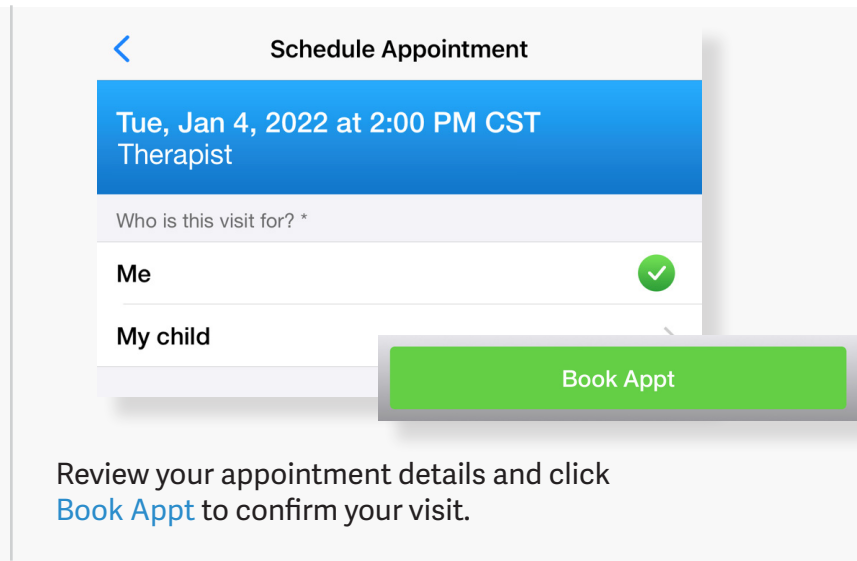 Schedule Appointment
Tue, Jan 4, 2022 at 2:00 PM CST
Therapist
Who is this visit for? *
Me
My child
Book Appt
Review your appointment details and click
Book Appt to confirm your visit.